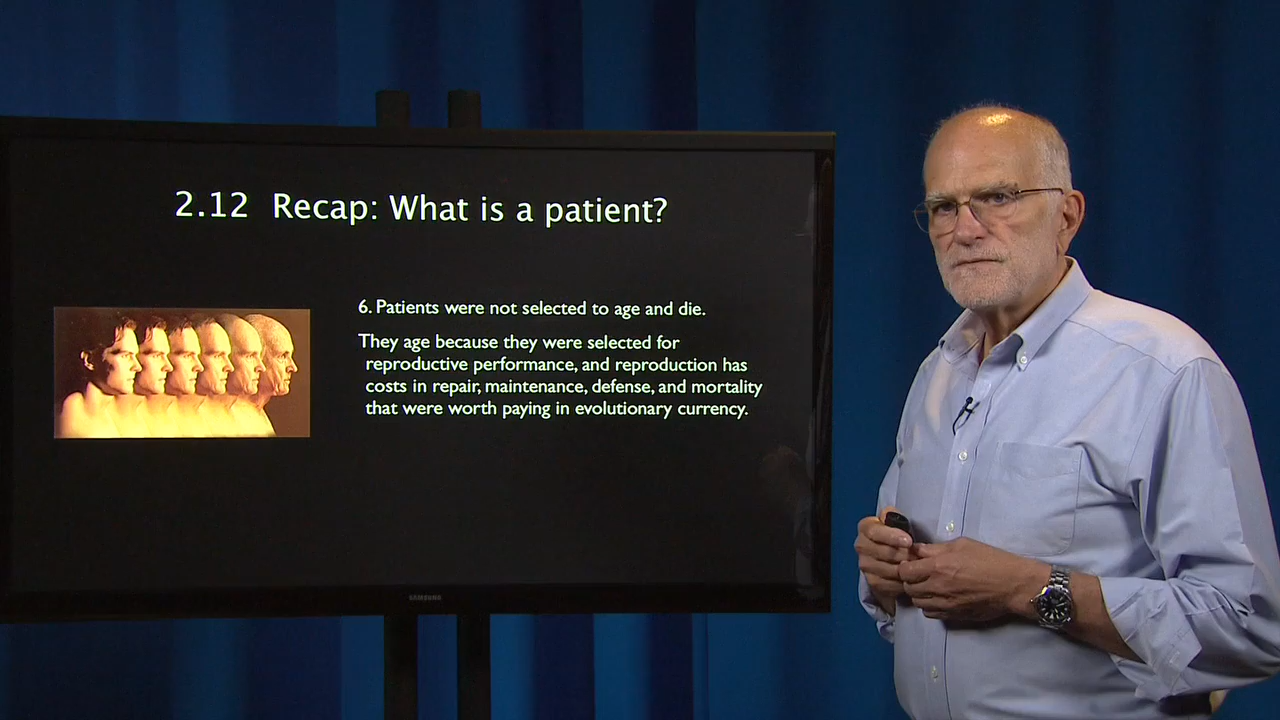 2.12 Recap: What is a patient?
6. Patients were not selected to age and die.
They age because they were selected for
reproductive performance, and reproduction has
costs in repair, maintenance, defense, and mortality
that were worth paying in evolutionary currency.
SAMSUNG